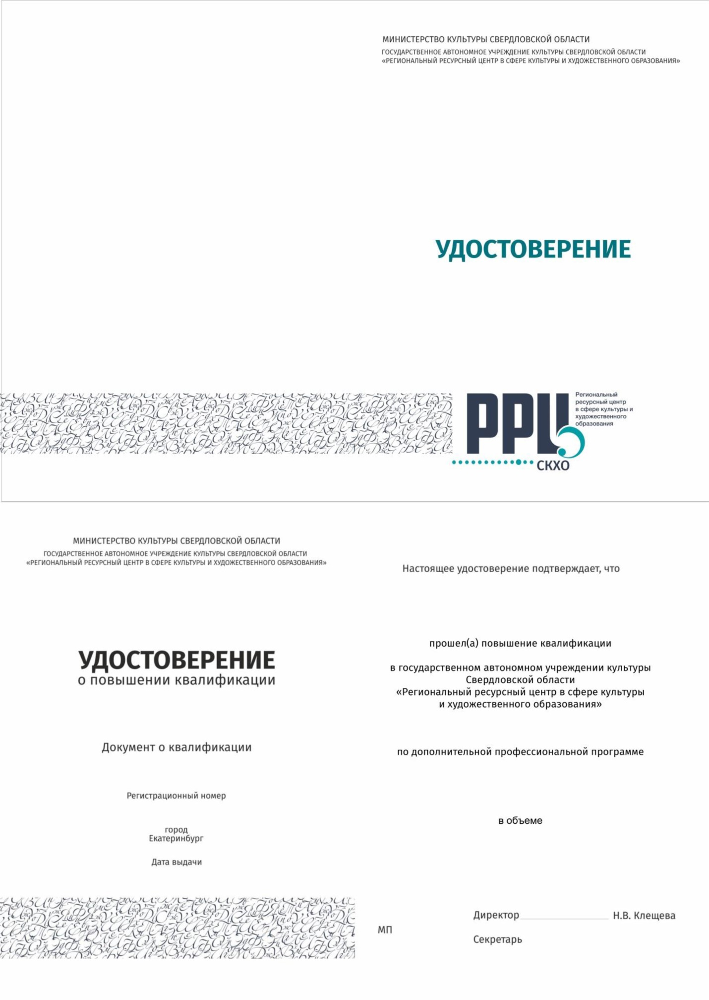 МИНИСТЕРСТВО КУЛЬТУРЫ СВЕРДЛОВСКОЙ ОБЛАСТИ
ГОСУДАРСТВЕННОЕ АВТОНОМНОЕ УЧРЕЖДЕНИЕ КУЛЬТУРЫ СВЕРДЛОВСКОЙ ОБЛАСТИ
«РЕГИОНАЛЬНЫЙ РЕСУРСНЫЙ ЦЕНТР В СФЕРЕ КУЛЬТУРЫ И ХУДОЖЕСТВЕННОГО ОБРАЗОВАНИЯ»
УДОСТОВЕРЕНИЕ
РРЦ
Региональный
ресурсный центр
в сфере культуры и
художественного
образования
СКХО
МИНИСТЕРСТВО КУЛЬТУРЫ СВЕРДЛОВСКОЙ ОБЛАСТИ
ГОСУДАРСТВЕННОЕ АВТОНОМНОЕ УЧРЕЖДЕНИЕ КУЛЬТУРЫ СВЕРДЛОВСКОЙ ОБЛАСТИ
«РЕГИОНАЛЬНЫЙ РЕСУРСНЫЙ ЦЕНТР В СФЕРЕ КУЛЬТУРЫ И ХУДОЖЕСТВЕННОГО ОБРАЗОВАНИЯ»
УДОСТОВЕРЕНИЕ
о повышении квалификации
Документ о квалификации
Регистрационный номер
город
Екатеринбург
Дата выдачи
Настоящее удостоверение подтверждает, что
прошел(а) повышение квалификации
в государственном автономном учреждении культуры
Свердловской области
«Региональный ресурсный центр в сфере культуры
и художественного образования»
по дополнительной профессиональной программе
в объеме
Директор Н.В. Клещева
МП
Секретарь